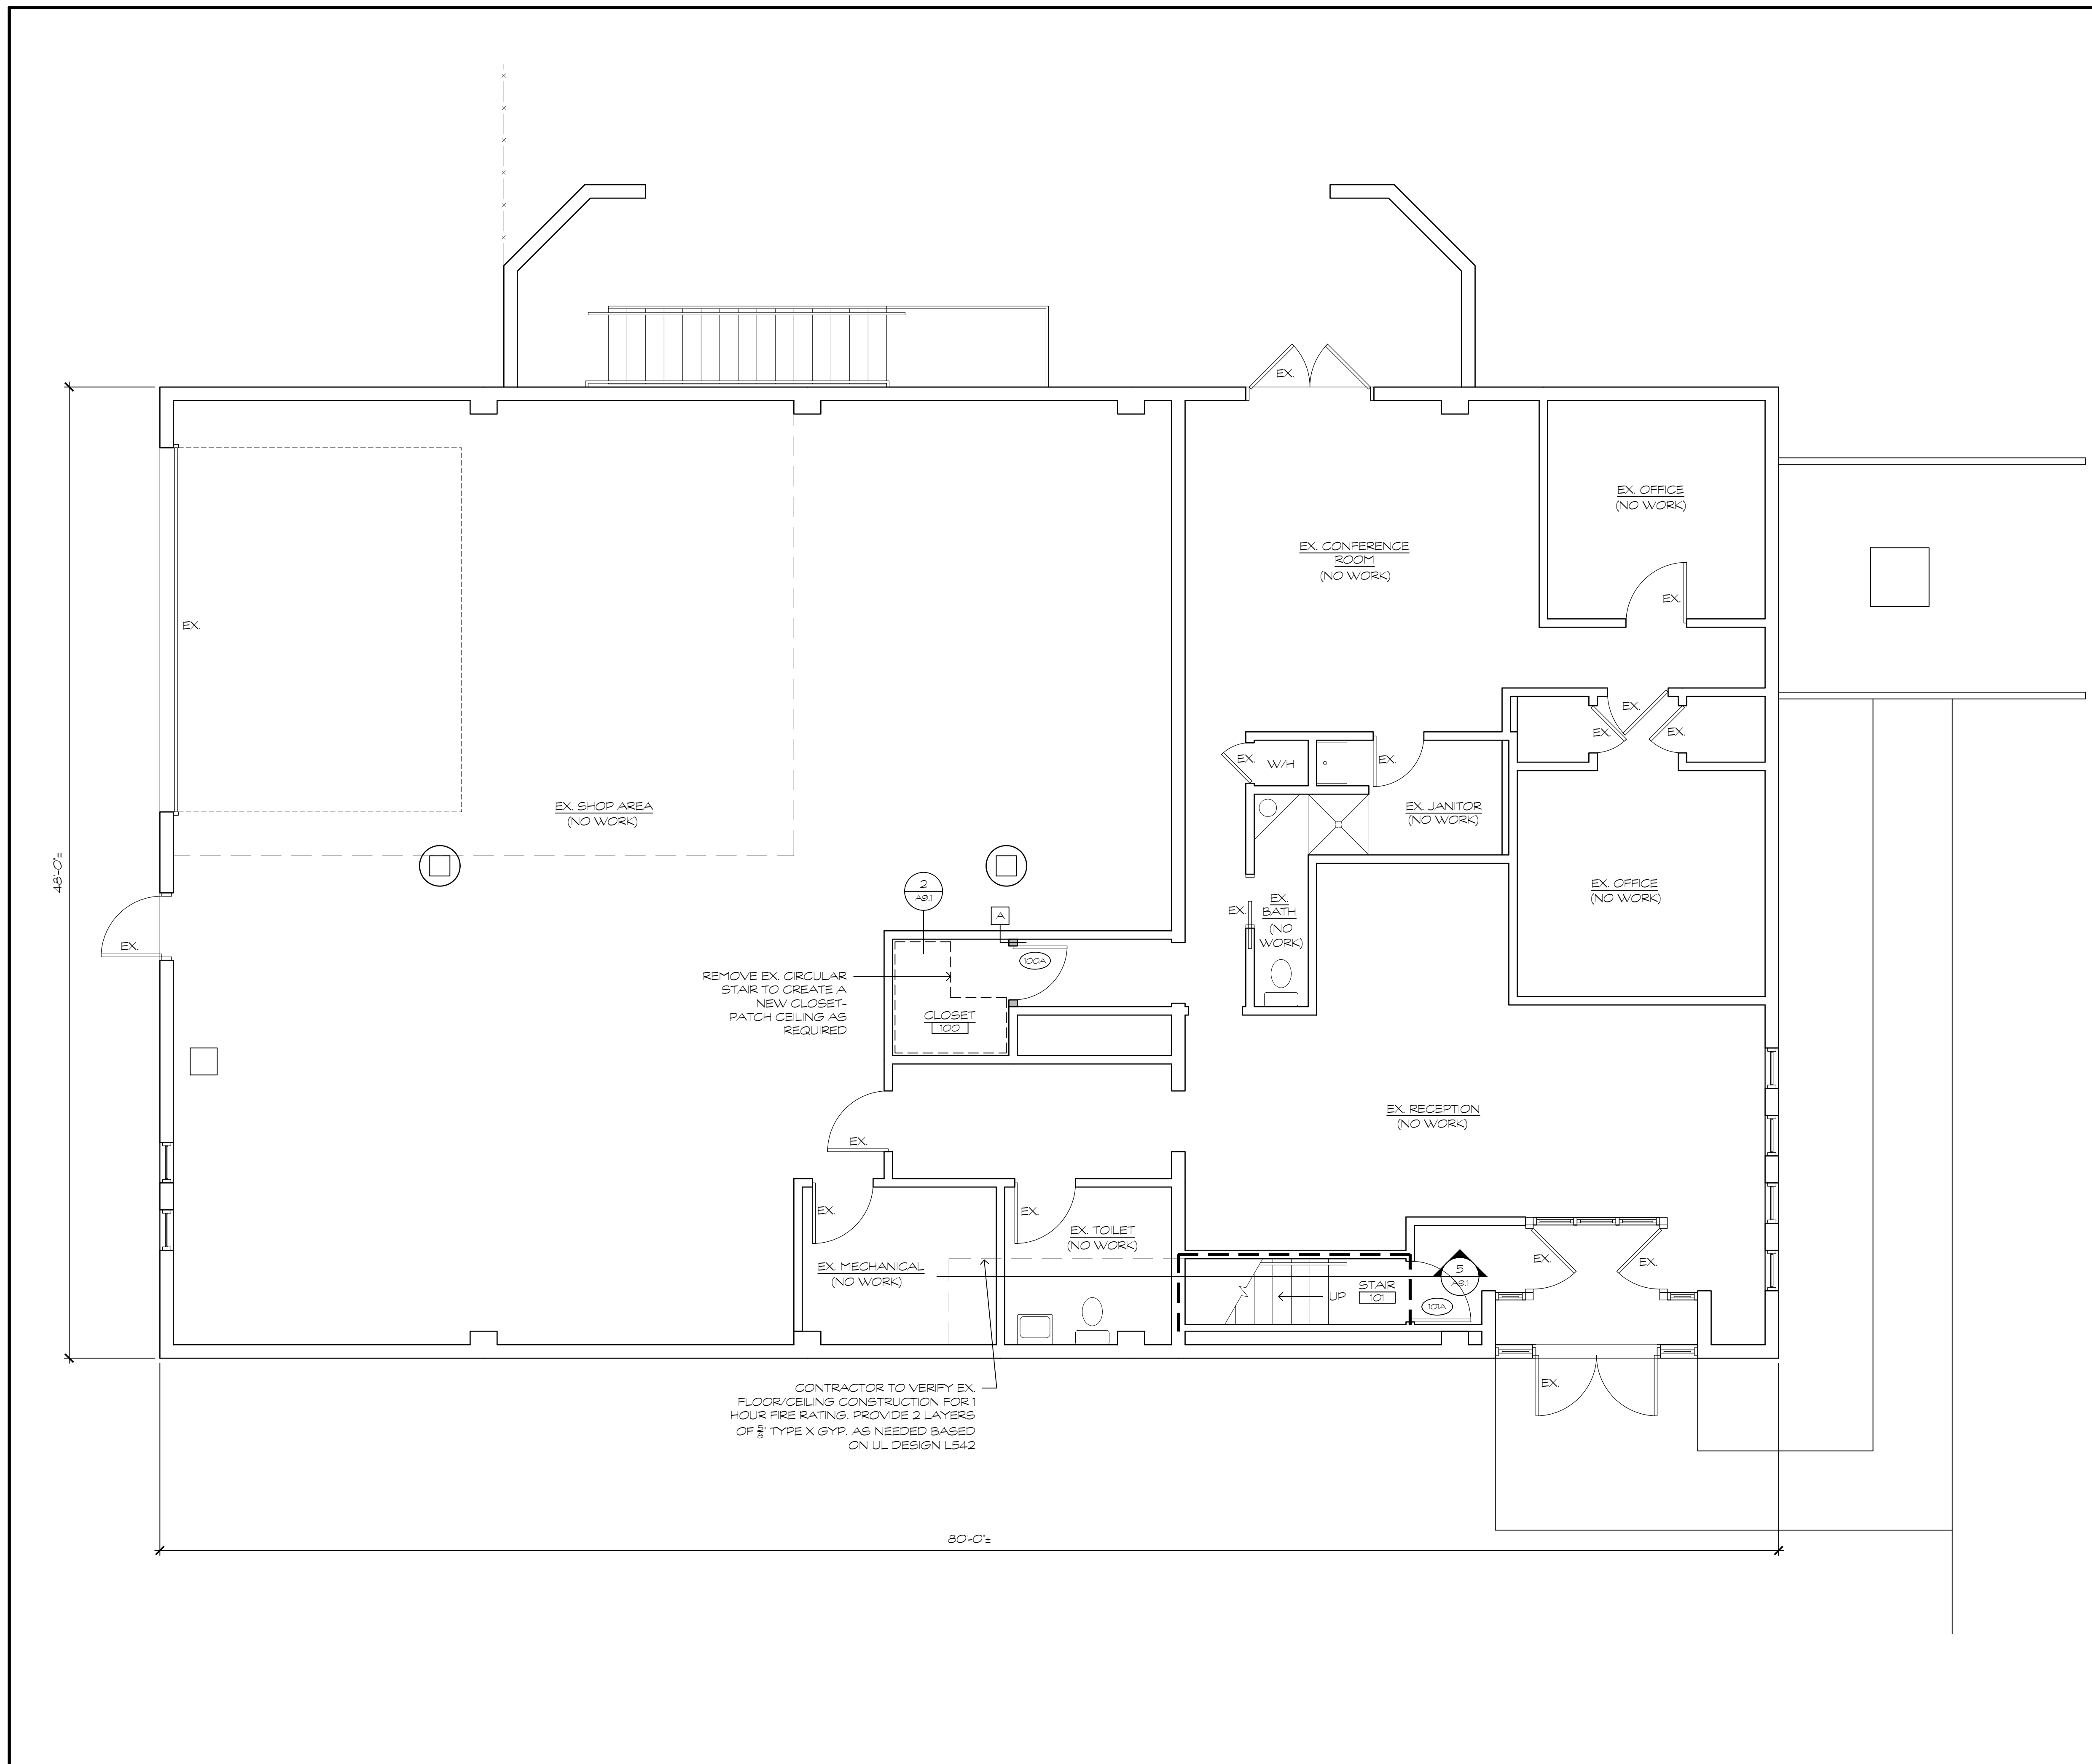 EX.
EX. OFFICE
(NO WORK)
EX. CONFERENCE
ROOM
(NO WORK)
EX.
EX.
EX.
EX.
EX.
EX.
W/H
EX.
EX. SHOP AREA
(NO WORK)
EX. JANITOR
(NO WORK)
48'-0"±
2
A9.1
EX. OFFICE
(NO WORK)
EX.
BATH
(NO
WORK)
EX.
A
EX.
100A
REMOVE EX. CIRCULAR
STAIR TO CREATE A
NEW CLOSET-
PATCH CEILING AS
REQUIRED
CLOSET
100
EX. RECEPTION
(NO WORK)
EX.
EX.
EX.
EX. TOILET
(NO WORK)
EX. MECHANICAL
(NO WORK)
EX.
EX.
5
A9.1
STAIR
101
UP
101A
EX.
CONTRACTOR TO VERIFY EX.
FLOOR/CEILING CONSTRUCTION FOR 1
HOUR FIRE RATING. PROVIDE 2 LAYERS
OF 5/8" TYPE X GYP. AS NEEDED BASED
ON UL DESIGN L542
80'-0"±